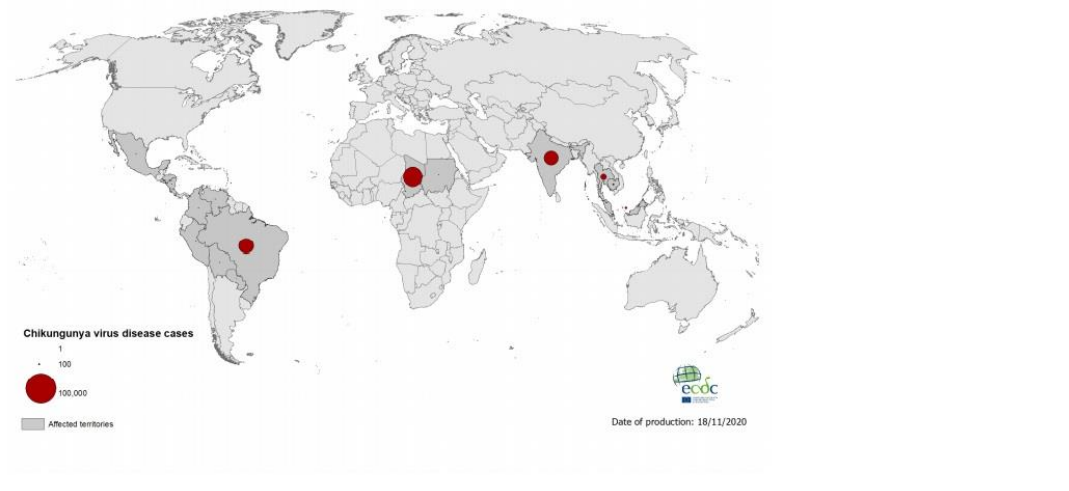 Chikungunya virus disease cases
1
100
100,000
Affected territories
ecdc
Date of production: 18/11/2020